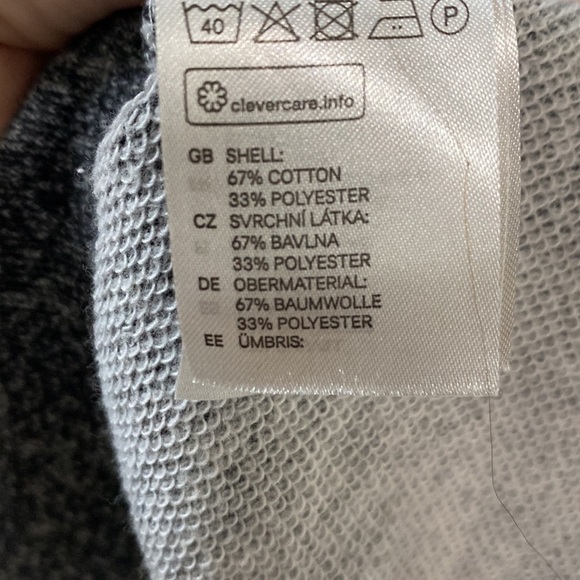 40 P
clevercare.info
GB SHELL:
67% COTTON
33% POLYESTER
CZ SVRCHNÍ LÁTKA:
67% BAVLNA
33% POLYESTER
DE OBERMATERIAL:
67% BAUMWOLLE
33% POLYESTER
EE ÜMBRIS: